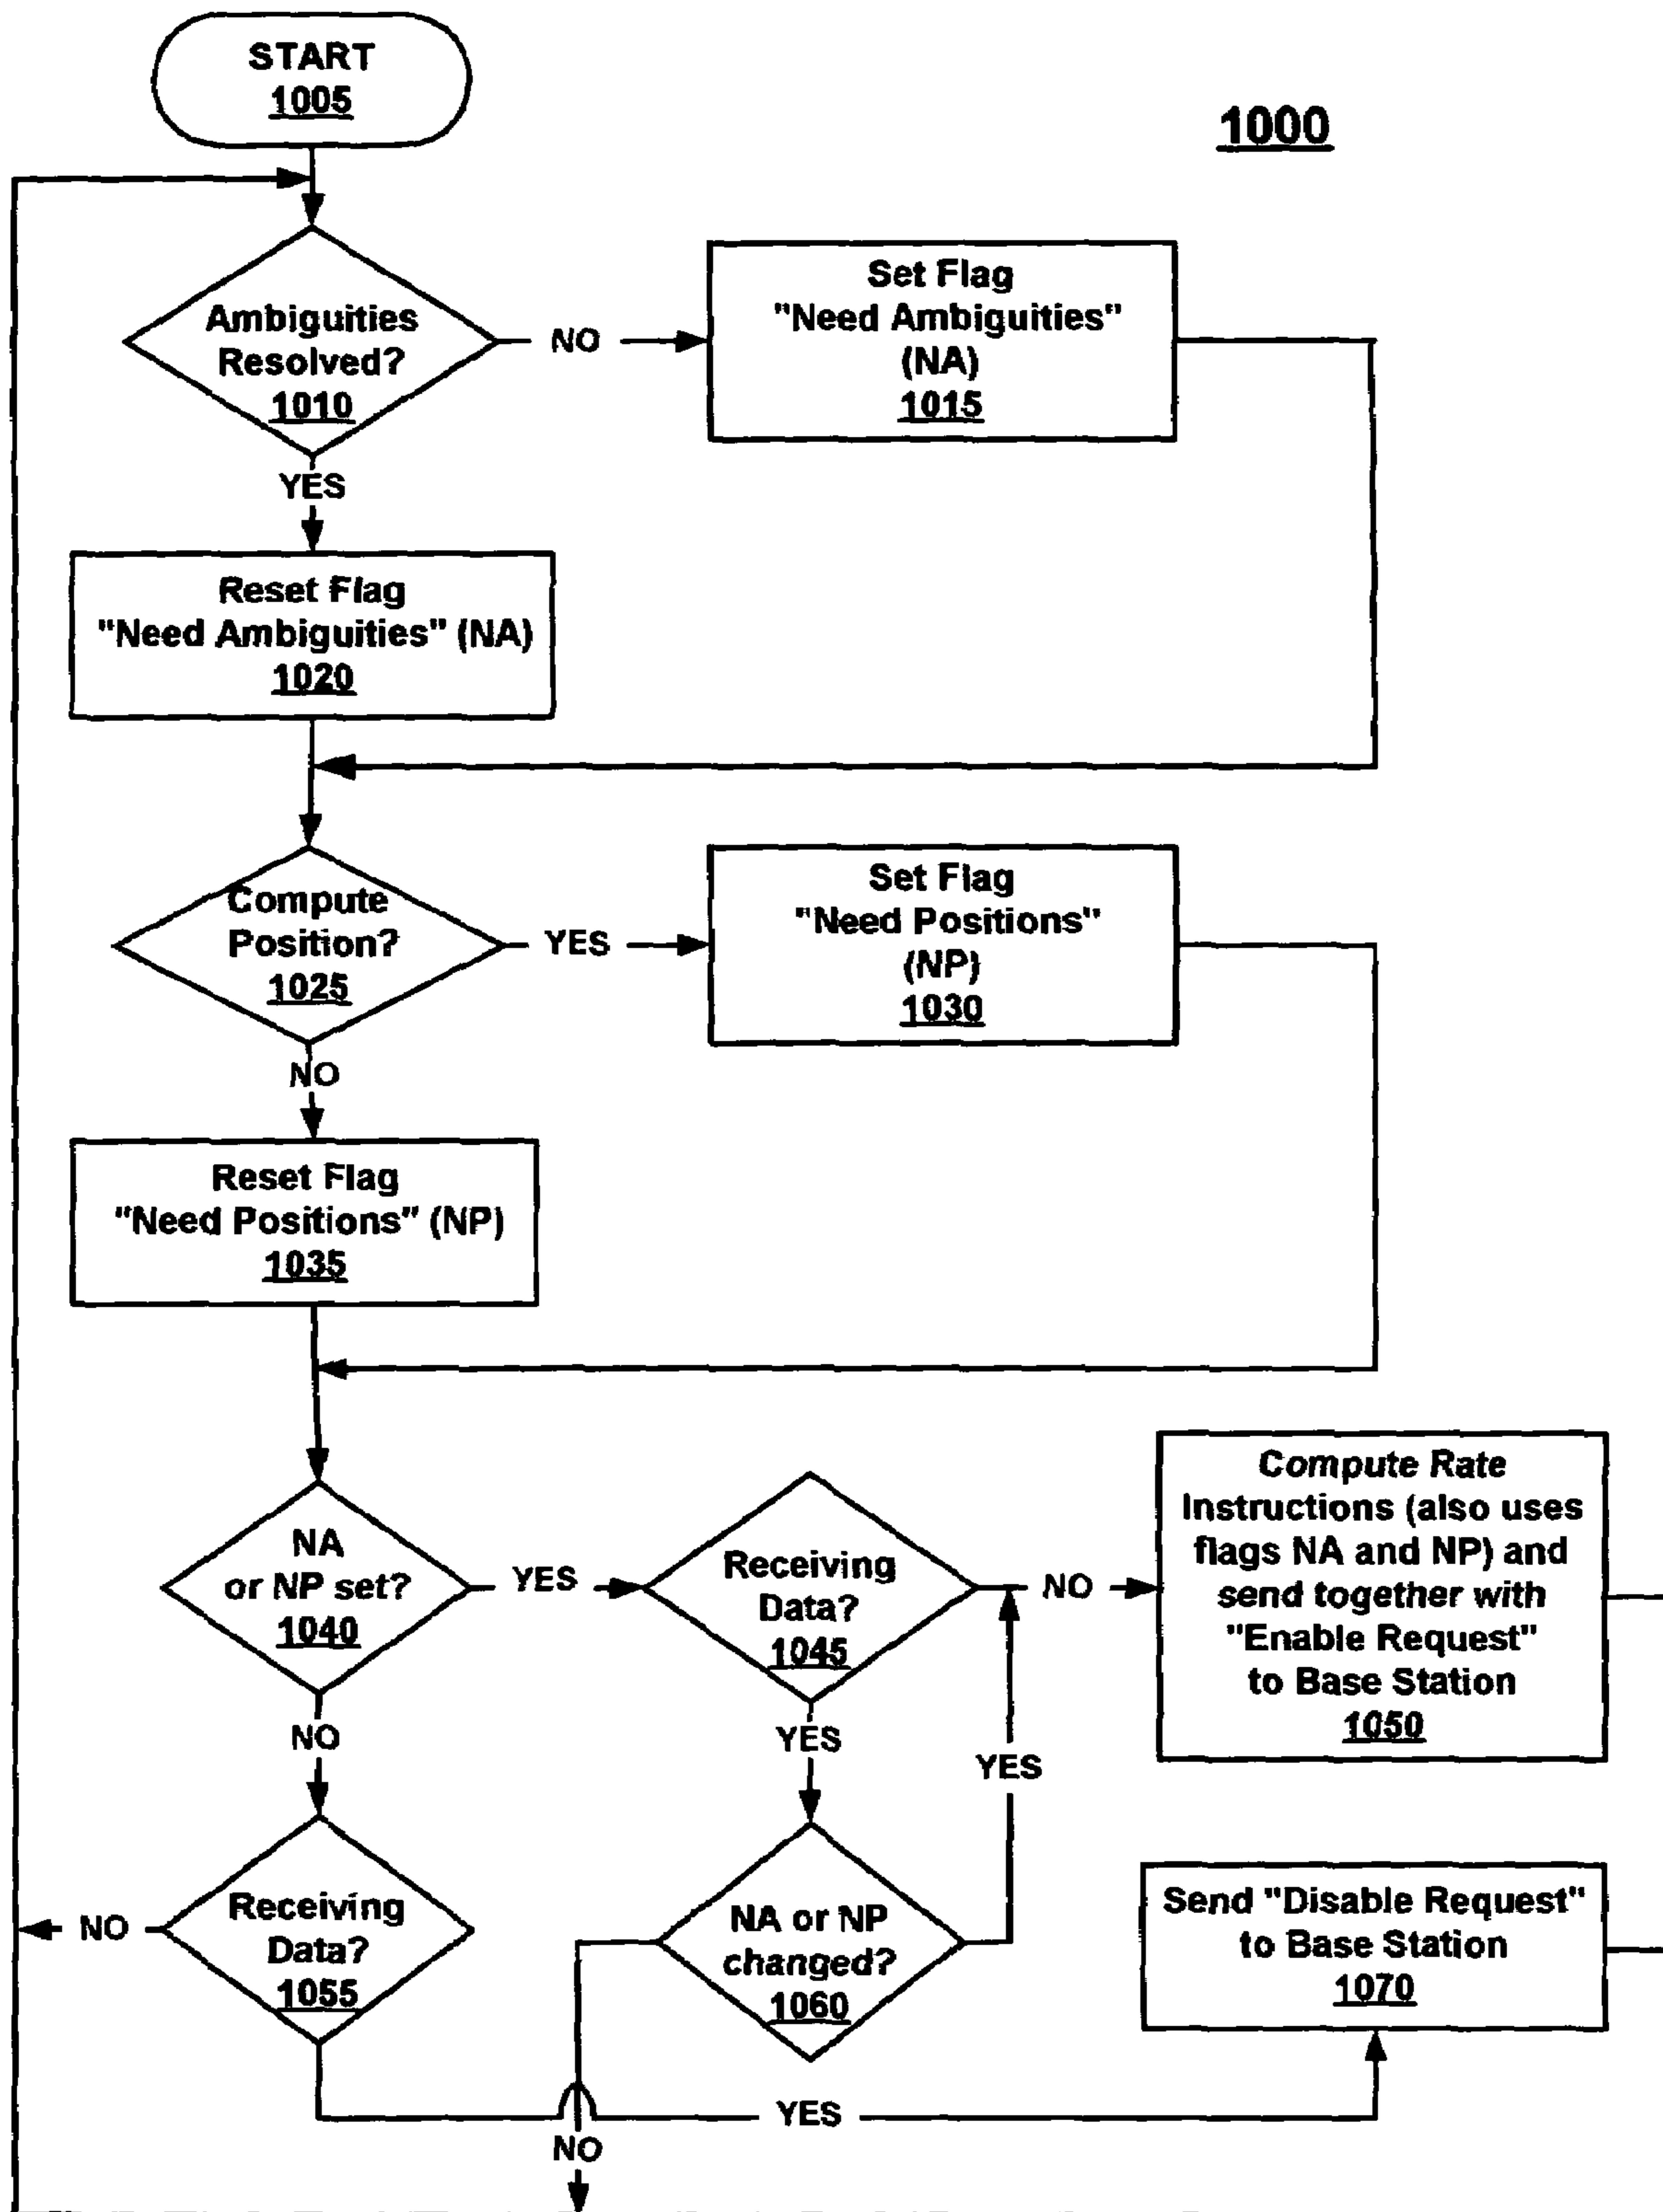 START
1005
1000
Ambiguities
Resolved?
1010
NO
Set Flag
"Need Ambiguities"
(NA)
1015
YES
Reset Flag
"Need Ambiguities" (NA)
1020
Compute
Position?
1025
YES
Set Flag
"Need Positions"
(NP)
1030
NO
Reset Flag
"Need Positions" (NP)
1035
NA
or NP set?
1040
YES
Receiving
Data?
1045
NO
Compute Rate
Instructions (also uses
flags NA and NP) and
send together with
"Enable Request"
to Base Station
1050
NO
YES
YES
Receiving
Data?
1055
NO
NA or NP
changed?
1060
Send "Disable Request"
to Base Station
1070
YES
NO